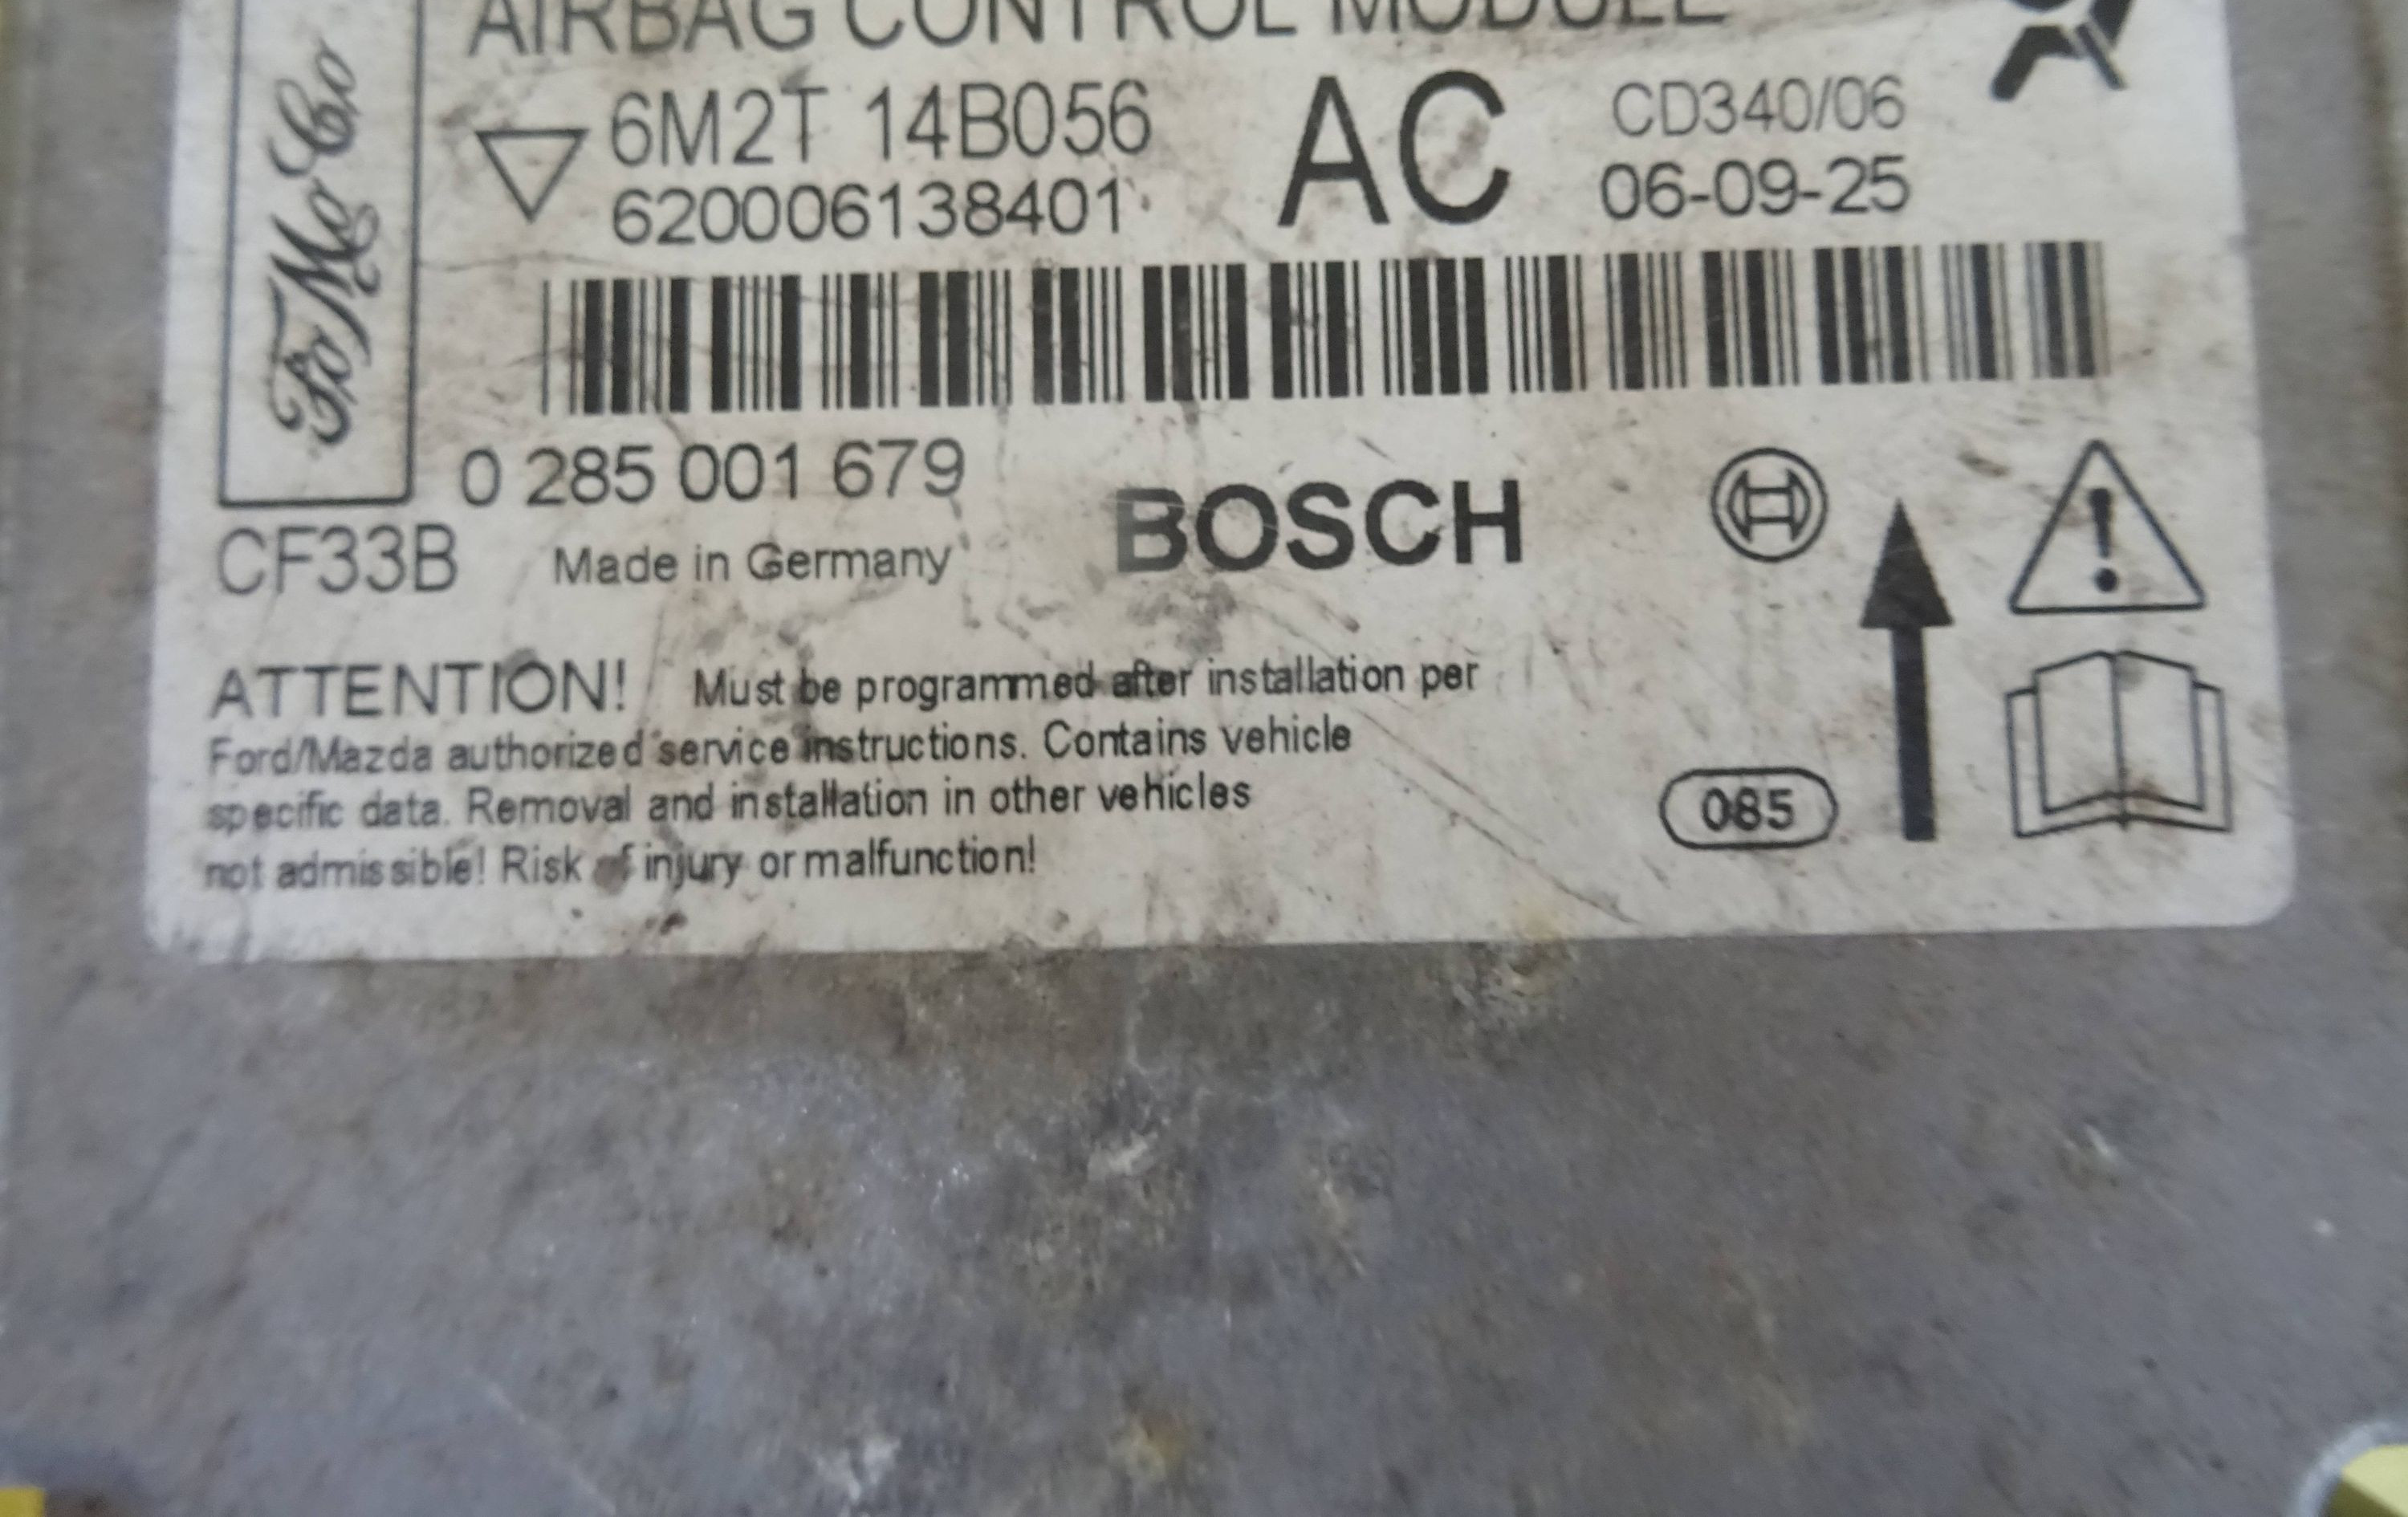 AIRBAG CONTROL MODULE
FoMoCo
6M2T 14B056
AC
CD340/06
620006138401
06-09-25
0 285 001 679
BOSCH
CF33B
Made in Germany
ATTENTION! Must be programmed after installation per
Ford/Mazda authorized service instructions. Contains vehicle
specific data. Removal and installation in other vehicles
not admissible! Risk of injury or malfunction!
085